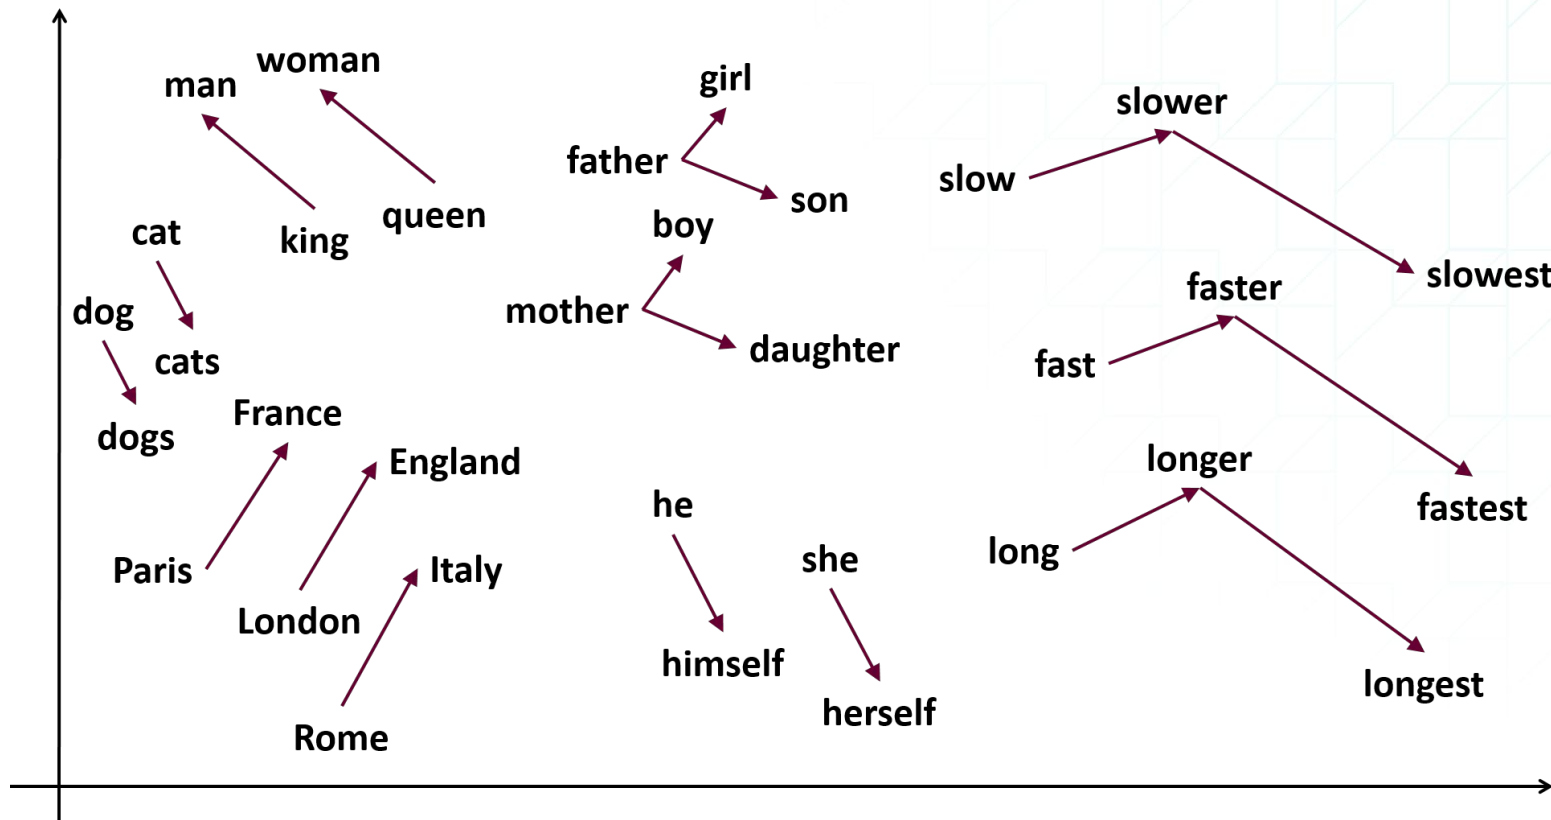 woman
man
queen
king
cat
dog
cats
dogs
France
England
Paris
London
Italy
Rome
girl
father
son
boy
mother
daughter
he
she
himself
herself
slower
slow
slowest
faster
fast
fastest
longer
long
longest